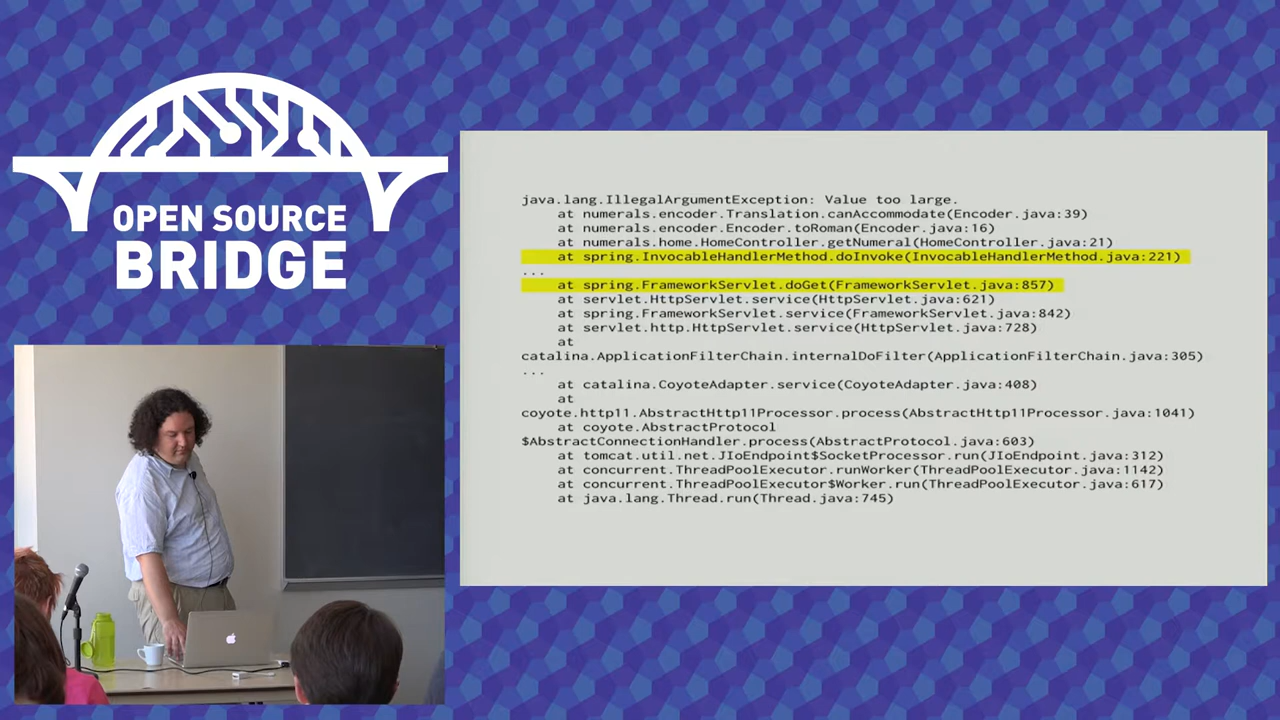 OPEN SOURCE
BRIDGE
java.lang.IllegalArgumentException: Value too large.
at numerals.encoder.Translation.canAccommodate(Encoder.java:39)
at numerals.encoder.Encoder.toRoman(Encoder.java:16)
at numerals.home.HomeController.getNumeral(HomeController.java:21)
at spring.InvocableHandlerMethod.doInvoke(InvocableHandlerMethod.java:221)
...
at spring.FrameworkServlet.doGet(FrameworkServlet.java:857)
at servlet.HttpServlet.service(HttpServlet.java:621)
at spring.FrameworkServlet.service(FrameworkServlet.java:842)
at servlet.http.HttpServlet.service(HttpServlet.java:728)
at
catalina.ApplicationFilterChain.internalDoFilter(ApplicationFilterChain.java:305)
...
at catalina.CoyoteAdapter.service(CoyoteAdapter.java:408)
at
coyote.http11.AbstractHttp11Processor.process(AbstractHttp11Processor.java:1041)
at coyote.AbstractProtocol
$AbstractConnectionHandler.process(AbstractProtocol.java:603)
at tomcat.util.net.JIoEndpoint$SocketProcessor.run(JIoEndpoint.java:312)
at concurrent.ThreadPoolExecutor.runWorker(ThreadPoolExecutor.java:1142)
at concurrent.ThreadPoolExecutor$Worker.run(ThreadPoolExecutor.java:617)
at java.lang.Thread.run(Thread.java:745)